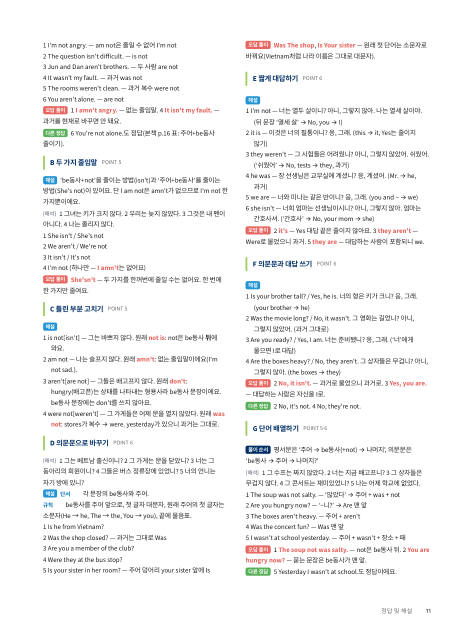 1 I'm not angry. — am not은 줄일 수 없어 I'm not
2 The question isn't difficult. — is not
3 Jun and Dan aren't brothers. — 두 사람 are not
4 It wasn't my fault. — 과거 was not
5 The rooms weren't clean. — 과거 복수 were not
6 You aren't alone. — are not
오답 풀이 1 I amn't angry. — 없는 줄임말. 4 It isn't my fault. —
과거를 현재로 바꾸면 안 돼요.
다른 정답 6 You're not alone.도 정답(본책 p.16 표: 주어+be동사
줄이기).
B 두 가지 줄임말 POINT 5
해설 'be동사+not'을 줄이는 방법(isn't)과 '주어+be동사'를 줄이는
방법(She's not)이 있어요. 단 I am not은 amn't가 없으므로 I'm not 한
가지뿐이에요.
[해석] 1 그녀는 키가 크지 않다. 2 우리는 늦지 않았다. 3 그것은 내 펜이
아니다. 4 나는 졸리지 않다.
1 She isn't / She's not
2 We aren't / We're not
3 It isn't / It's not
4 I'm not (하나만 — I amn't는 없어요)
오답 풀이 She'sn't — 두 가지를 한꺼번에 줄일 수는 없어요. 한 번에
한 가지만 줄여요.
C 틀린 부분 고치기 POINT 5
해설
1 is not[isn't] — 그는 바쁘지 않다. 원래 not is: not은 be동사 뒤에
와요.
2 am not — 나는 슬프지 않다. 원래 amn't: 없는 줄임말이에요(I'm
not sad.).
3 aren't[are not] — 그들은 배고프지 않다. 원래 don't:
hungry(배고픈)는 상태를 나타내는 형용사라 be동사 문장이에요.
be동사 문장에는 don't를 쓰지 않아요.
4 were not[weren't] — 그 가게들은 어제 문을 열지 않았다. 원래 was
not: stores가 복수 → were. yesterday가 있으니 과거는 그대로.
D 의문문으로 바꾸기 POINT 6
[해석] 1 그는 베트남 출신이니? 2 그 가게는 문을 닫았니? 3 너는 그
동아리의 회원이니? 4 그들은 버스 정류장에 있었니? 5 너의 언니는
자기 방에 있니?
해설 단서 각 문장의 be동사와 주어.
규칙 be동사를 주어 앞으로, 첫 글자 대문자, 원래 주어의 첫 글자는
소문자(He → he, The → the, You → you), 끝에 물음표.
1 Is he from Vietnam?
2 Was the shop closed? — 과거는 그대로 Was
3 Are you a member of the club?
4 Were they at the bus stop?
5 Is your sister in her room? — 주어 덩어리 your sister 앞에 Is
오답 풀이 Was The shop, Is Your sister — 원래 첫 단어는 소문자로
바꿔요(Vietnam처럼 나라 이름은 그대로 대문자).
E 짧게 대답하기 POINT 6
해설
1 I'm not — 너는 열두 살이니? 아니, 그렇지 않아. 나는 열세 살이야.
(뒤 문장 '열세 살' → No, you → I)
2 it is — 이것은 너의 필통이니? 응, 그래. (this → it, Yes는 줄이지
않기)
3 they weren't — 그 시험들은 어려웠니? 아니, 그렇지 않았어. 쉬웠어.
('쉬웠어' → No, tests → they, 과거)
4 he was — 장 선생님은 교무실에 계셨니? 응, 계셨어. (Mr. → he,
과거)
5 we are — 너와 미나는 같은 반이니? 응, 그래. (you and ~ → we)
6 she isn't — 너희 엄마는 선생님이시니? 아니, 그렇지 않아. 엄마는
간호사셔. ('간호사' → No, your mom → she)
오답 풀이 2 it's — Yes 대답 끝은 줄이지 않아요. 3 they aren't —
Were로 물었으니 과거. 5 they are — 대답하는 사람이 포함되니 we.
F 의문문과 대답 쓰기 POINT 6
해설
1 Is your brother tall? / Yes, he is. 너의 형은 키가 크니? 응, 그래.
(your brother → he)
2 Was the movie long? / No, it wasn't. 그 영화는 길었니? 아니,
그렇지 않았어. (과거 그대로)
3 Are you ready? / Yes, I am. 너는 준비됐니? 응, 그래. ('너'에게
물으면 I로 대답)
4 Are the boxes heavy? / No, they aren't. 그 상자들은 무겁니? 아니,
그렇지 않아. (the boxes → they)
오답 풀이 2 No, it isn't. — 과거로 물었으니 과거로. 3 Yes, you are.
— 대답하는 사람은 자신을 I로.
다른 정답 2 No, it's not. 4 No, they're not.
G 단어 배열하기 POINT 5·6
풀이 순서 평서문은 '주어 → be동사(+not) → 나머지', 의문문은
'be동사 → 주어 → 나머지?'
[해석] 1 그 수프는 짜지 않았다. 2 너는 지금 배고프니? 3 그 상자들은
무겁지 않다. 4 그 콘서트는 재미있었니? 5 나는 어제 학교에 없었다.
1 The soup was not salty. — '않았다' → 주어 + was + not
2 Are you hungry now? — '~니?' → Are 맨 앞
3 The boxes aren't heavy. — 주어 + aren't
4 Was the concert fun? — Was 맨 앞
5 I wasn't at school yesterday. — 주어 + wasn't + 장소 + 때
오답 풀이 1 The soup not was salty. — not은 be동사 뒤. 2 You are
hungry now? — 묻는 문장은 be동사가 맨 앞.
다른 정답 5 Yesterday I wasn't at school.도 정답이에요.
정답 및 해설 11